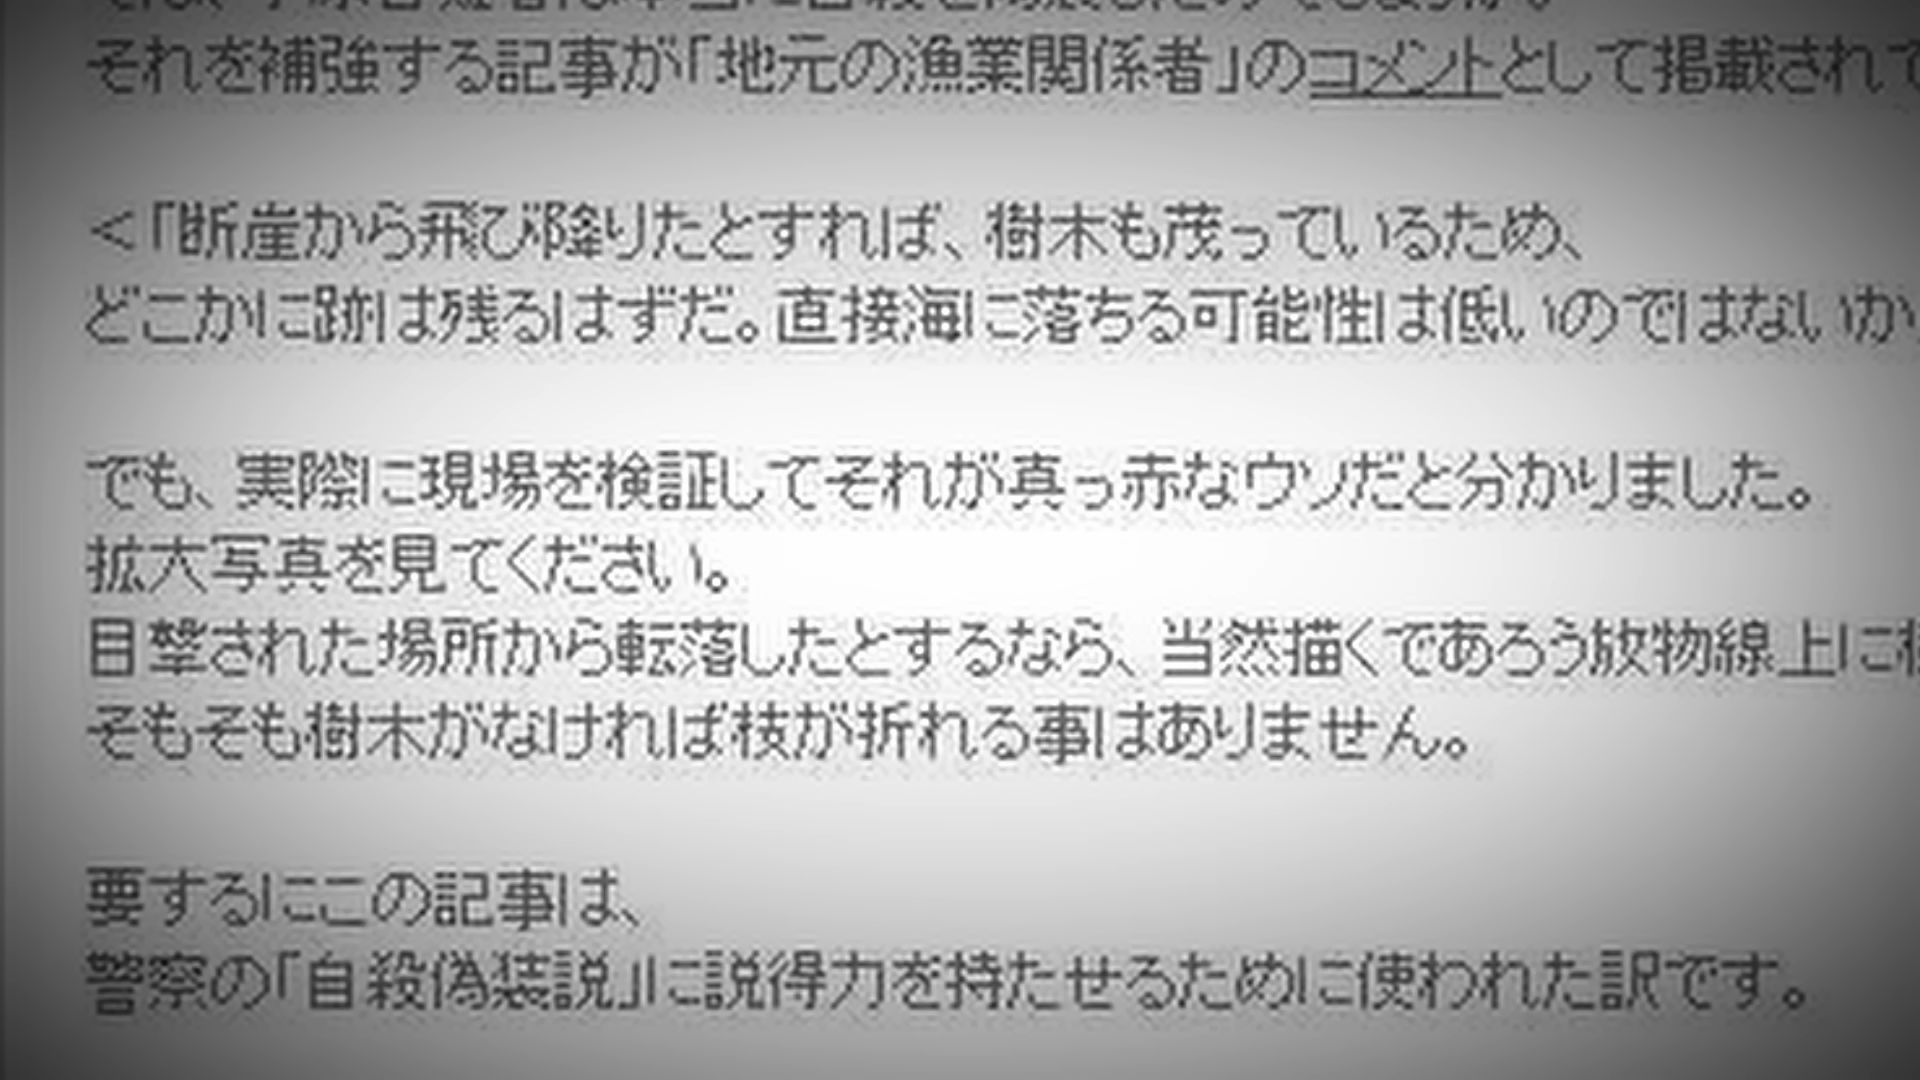 それを補強する記事が「地元の漁業関係者」のコメントとして掲載されて
<「断崖から飛び降りたとすれば、樹木も茂っているため、
どこかに跡は残るはずだ。直接海に落ちる可能性は低いのではないか
でも、実際に現場を検証してそれが真っ赤なウソだと分かりました。
拡大写真を見てください。
目撃された場所から転落したとするなら、当然描くであろう放物線上に
そもそも樹木がなければ枝が折れる事はありません。
要するにこの記事は、
警察の「自殺偽装説」に説得力を持たせるために使われた訳です。